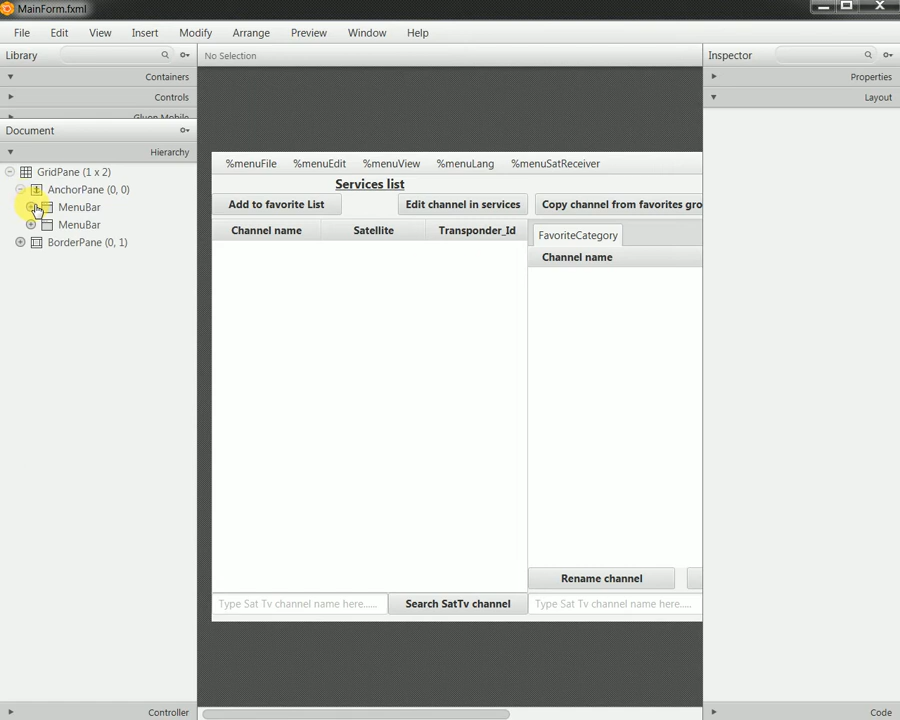 MainForm.fxml
File Edit View Insert Modify Arrange Preview Window Help
Library
No Selection
Inspector
Containers
Properties
Controls
Layout
Gluon Mobile
Document
Hierarchy
GridPane (1 x 2)
AnchorPane (0, 0)
MenuBar
MenuBar
BorderPane (0, 1)
%menuFile %menuEdit %menuView %menuLang %menuSatReceiver
Services list
Add to favorite List Edit channel in services Copy channel from favorites gro
Channel name Satellite Transponder_Id
FavoriteCategory
Channel name
Rename channel
Type Sat Tv channel name here...... Search SatTv channel Type Sat Tv channel name here.....
Controller
Code